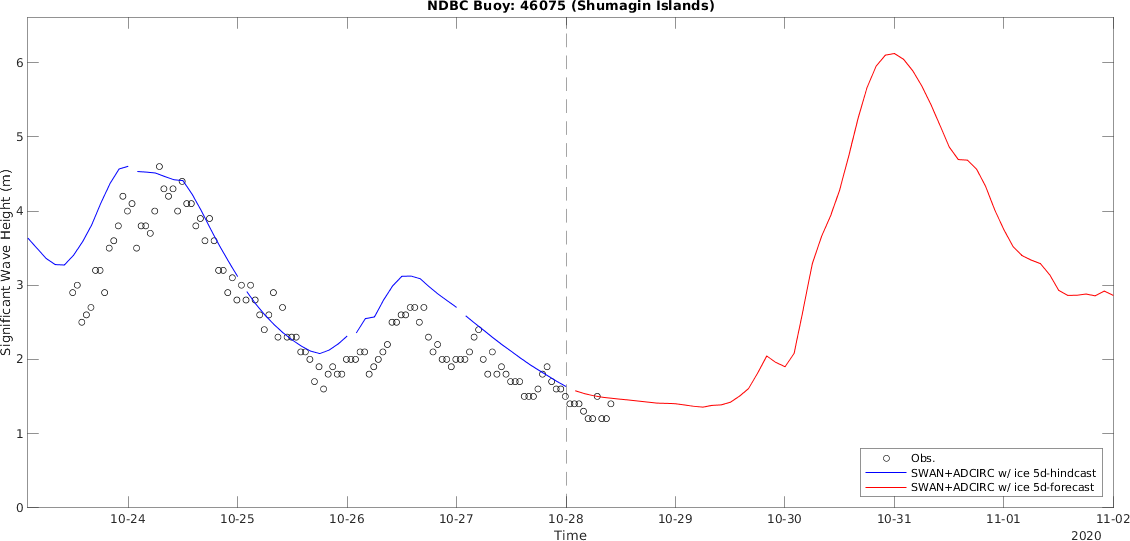 NDBC Buoy: 46075 (Shumagin Islands)
Significant Wave Height (m)
6
5
4
3
2
1
0
10-24 10-25 10-26 10-27 10-28 10-29 10-30 10-31 11-01 11-02
Time
2020
Obs.
SWAN+ADCIRC w/ ice 5d-hindcast
SWAN+ADCIRC w/ ice 5d-forecast